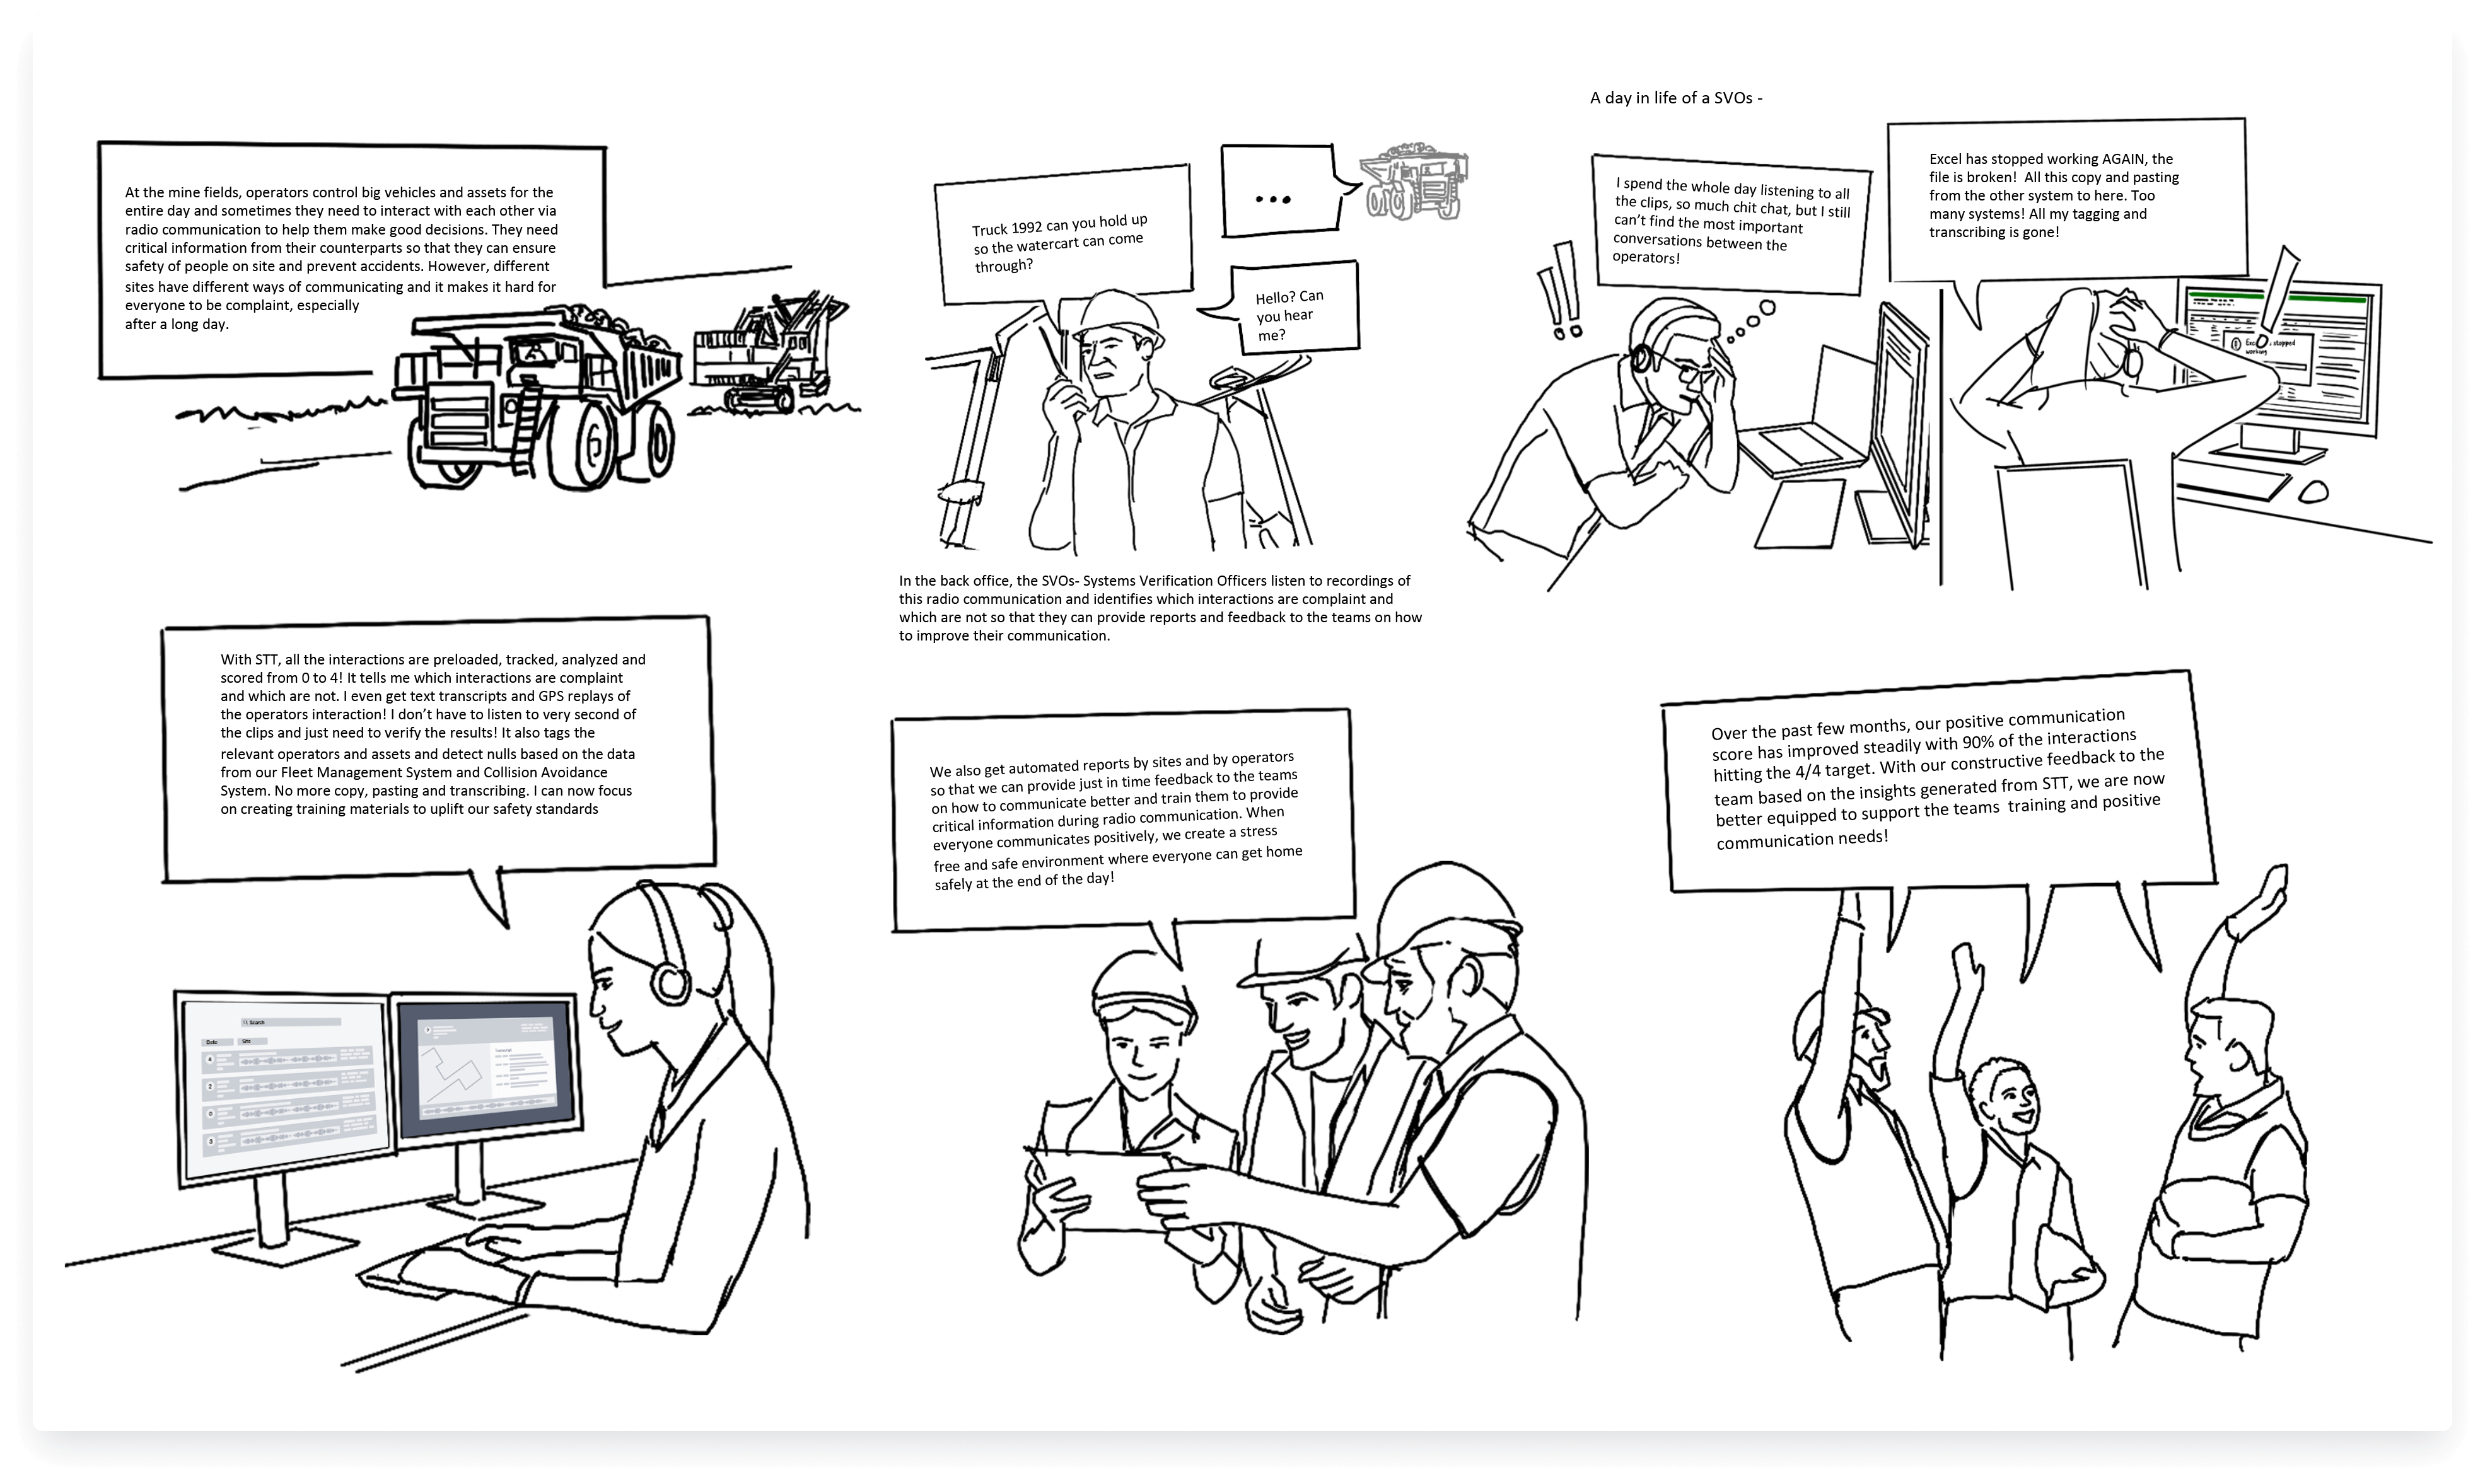 At the mine fields, operators control big vehicles and assets for the
entire day and sometimes they need to interact with each other via
radio communication to help them make good decisions. They need
critical information from their counterparts so that they can ensure
safety of people on site and prevent accidents. However, different
sites have different ways of communicating and it makes it hard for
everyone to be complaint, especially
after a long day.
Truck 1992 can you hold up
so the watercart can come
through?
...
Hello? Can
you hear
me?
In the back office, the SVOs- Systems Verification Officers listen to recordings of
this radio communication and identifies which interactions are complaint and
which are not so that they can provide reports and feedback to the teams on how
to improve their communication.
A day in life of a SVOs -
I spend the whole day listening to all
the clips, so much chit chat, but I still
can't find the most important
conversations between the
operators!
!!
Excel has stopped working AGAIN, the
file is broken!  All this copy and pasting
from the other system to here. Too
many systems! All my tagging and
transcribing is gone!
!
stopped
working
With STT, all the interactions are preloaded, tracked, analyzed and
scored from 0 to 4! It tells me which interactions are complaint
and which are not. I even get text transcripts and GPS replays of
the operators interaction! I don't have to listen to very second of
the clips and just need to verify the results! It also tags the
relevant operators and assets and detect nulls based on the data
from our Fleet Management System and Collision Avoidance
System. No more copy, pasting and transcribing. I can now focus
on creating training materials to uplift our safety standards
Search
Date Site
4
2
0
3
Transcript
We also get automated reports by sites and by operators
so that we can provide just in time feedback to the teams
on how to communicate better and train them to provide
critical information during radio communication. When
everyone communicates positively, we create a stress
free and safe environment where everyone can get home
safely at the end of the day!
Over the past few months, our positive communication
score has improved steadily with 90% of the interactions
hitting the 4/4 target. With our constructive feedback to the
team based on the insights generated from STT, we are now
better equipped to support the teams  training and positive
communication needs!